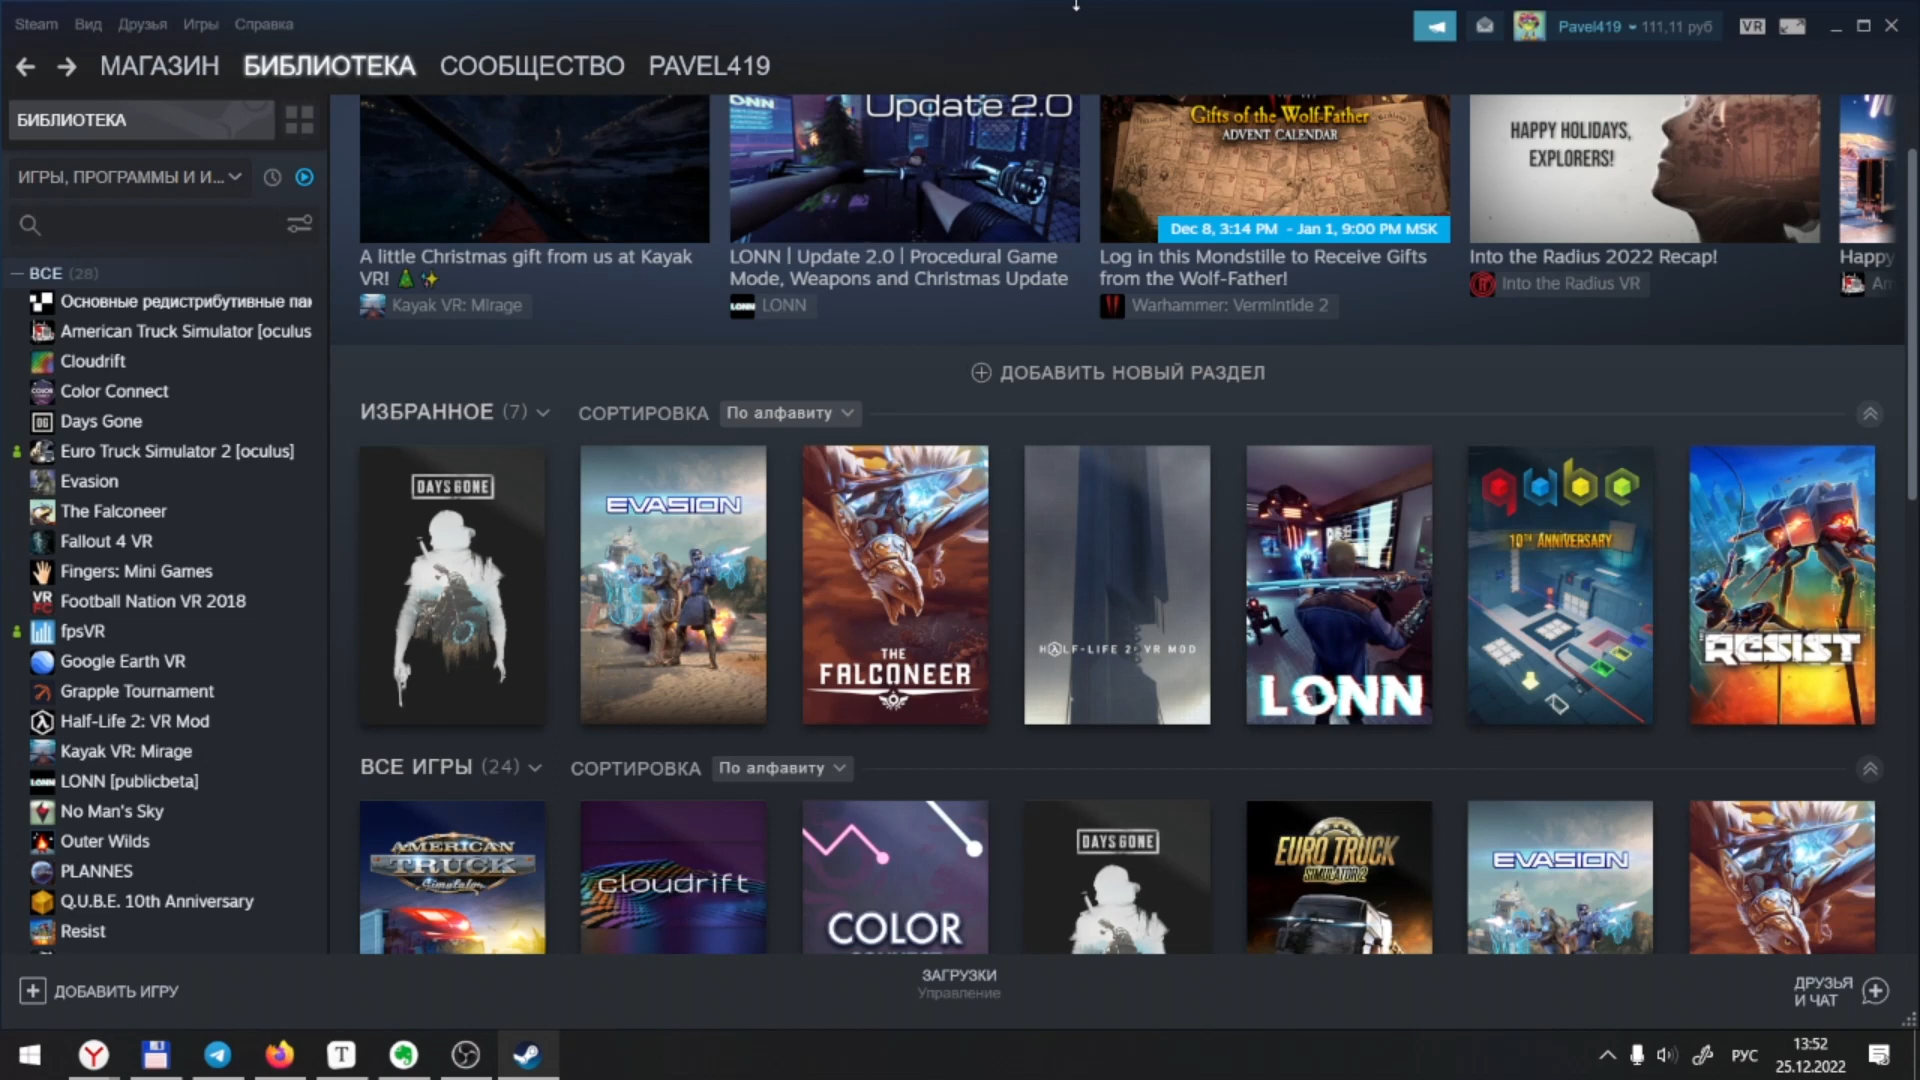 Steam Вид Друзья Игры Справка
Pavel419 111,11 руб VR
МАГАЗИН БИБЛИОТЕКА СООБЩЕСТВО PAVEL419
БИБЛИОТЕКА
ИГРЫ, ПРОГРАММЫ И И...
ВСЕ (28)
Основные редистрибутивные пак
American Truck Simulator [oculus
Cloudrift
Color Connect
Days Gone
Euro Truck Simulator 2 [oculus]
Evasion
The Falconeer
Fallout 4 VR
Fingers: Mini Games
Football Nation VR 2018
fpsVR
Google Earth VR
Grapple Tournament
Half-Life 2: VR Mod
Kayak VR: Mirage
LONN [publicbeta]
No Man's Sky
Outer Wilds
PLANNES
Q.U.B.E. 10th Anniversary
Resist
LONN
Update 2.0
Gifts of the Wolf-Father
ADVENT CALENDAR
Dec 8, 3:14 PM - Jan 1, 9:00 PM MSK
HAPPY HOLIDAYS,
EXPLORERS!
A little Christmas gift from us at Kayak
VR!
Kayak VR: Mirage
LONN | Update 2.0 | Procedural Game
Mode, Weapons and Christmas Update
LONN
Log in this Mondstille to Receive Gifts
from the Wolf-Father!
Warhammer: Vermintide 2
Into the Radius 2022 Recap!
Into the Radius VR
Happy
Am
ДОБАВИТЬ НОВЫЙ РАЗДЕЛ
ИЗБРАННОЕ (7) СОРТИРОВКА По алфавиту
DAYS GONE
EVASION
THE
FALCONEER
HALF-LIFE 2: VR MOD
LONN
qube
10TH ANNIVERSARY
RESIST
ВСЕ ИГРЫ (24) СОРТИРОВКА По алфавиту
AMERICAN
TRUCK
Simulator
cloudrift
COLOR
DAYS GONE
EURO TRUCK
SIMULATOR 2
EVASION
ДОБАВИТЬ ИГРУ
ЗАГРУЗКИ
Управление
ДРУЗЬЯ
И ЧАТ
РУС
13:52
25.12.2022